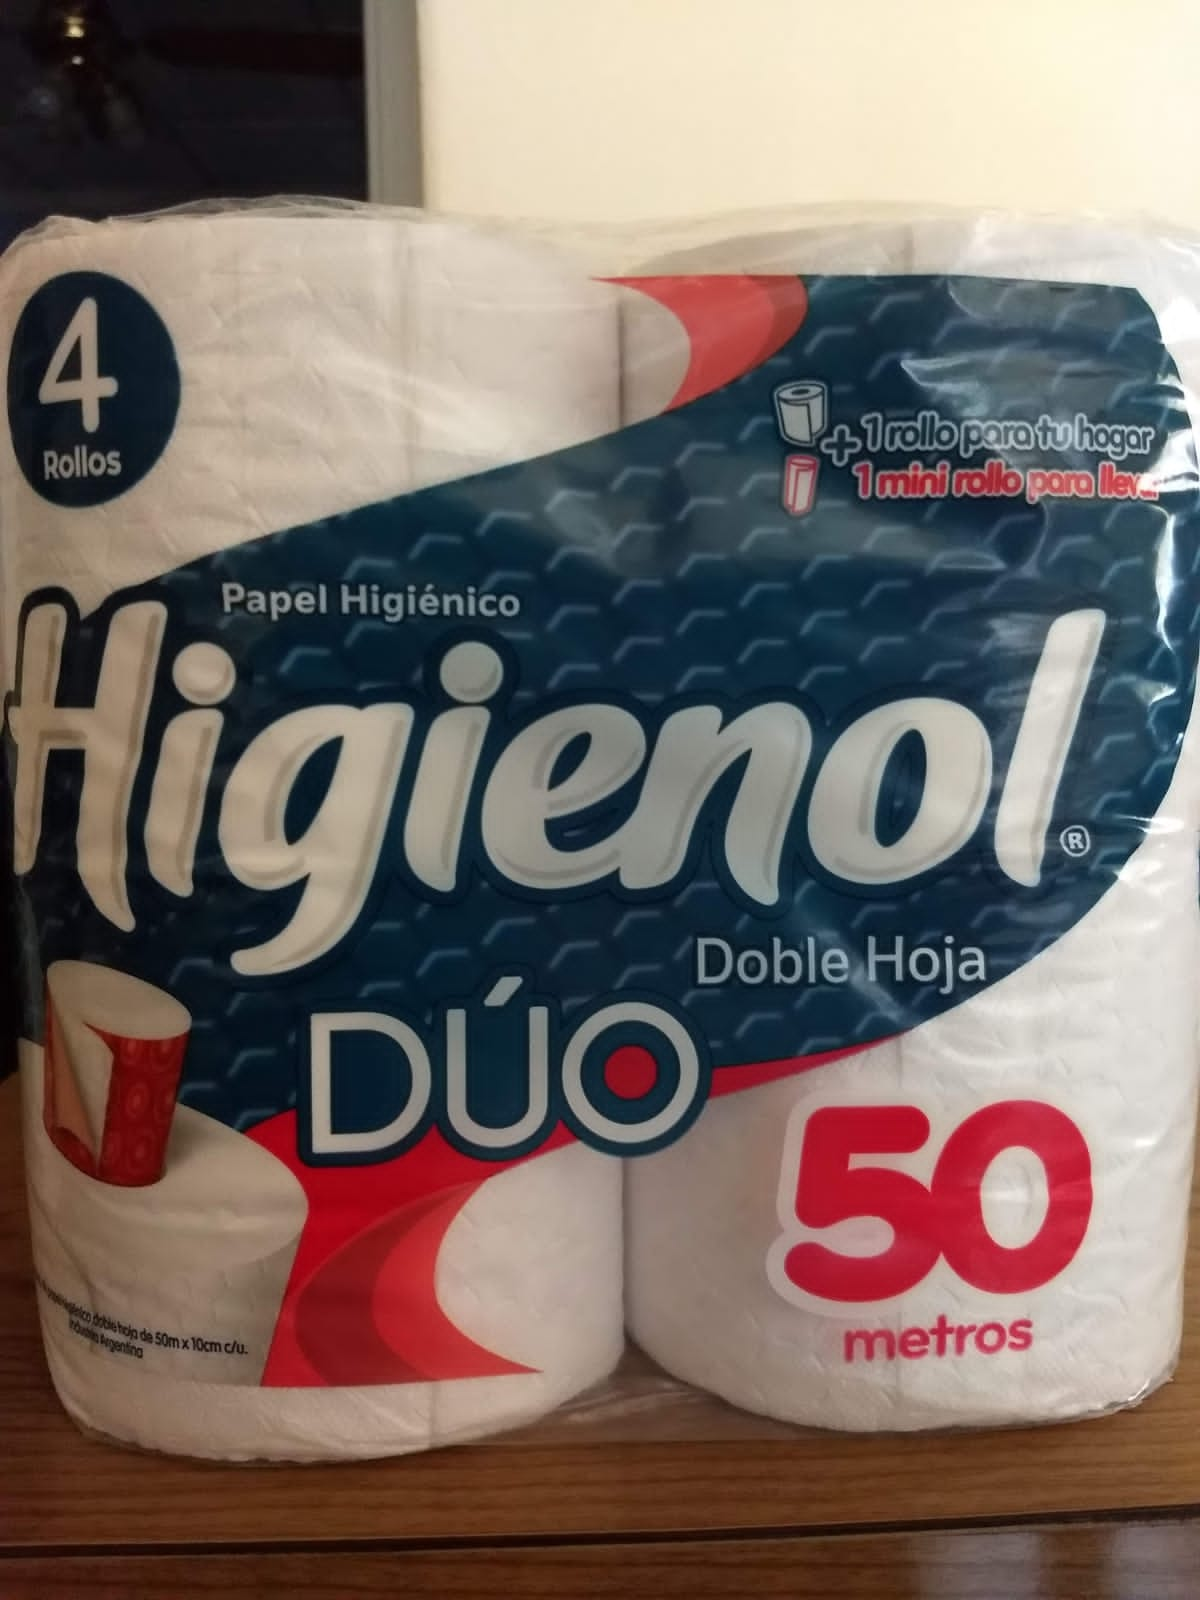 4
Rollos
+ 1 rollo para tu hogar
1 mini rollo para llevar
Papel Higiénico
Higienol®
Doble Hoja
DÚO
50
metros
doble hoja de 50m x 10cm c/u.
Industria Argentina